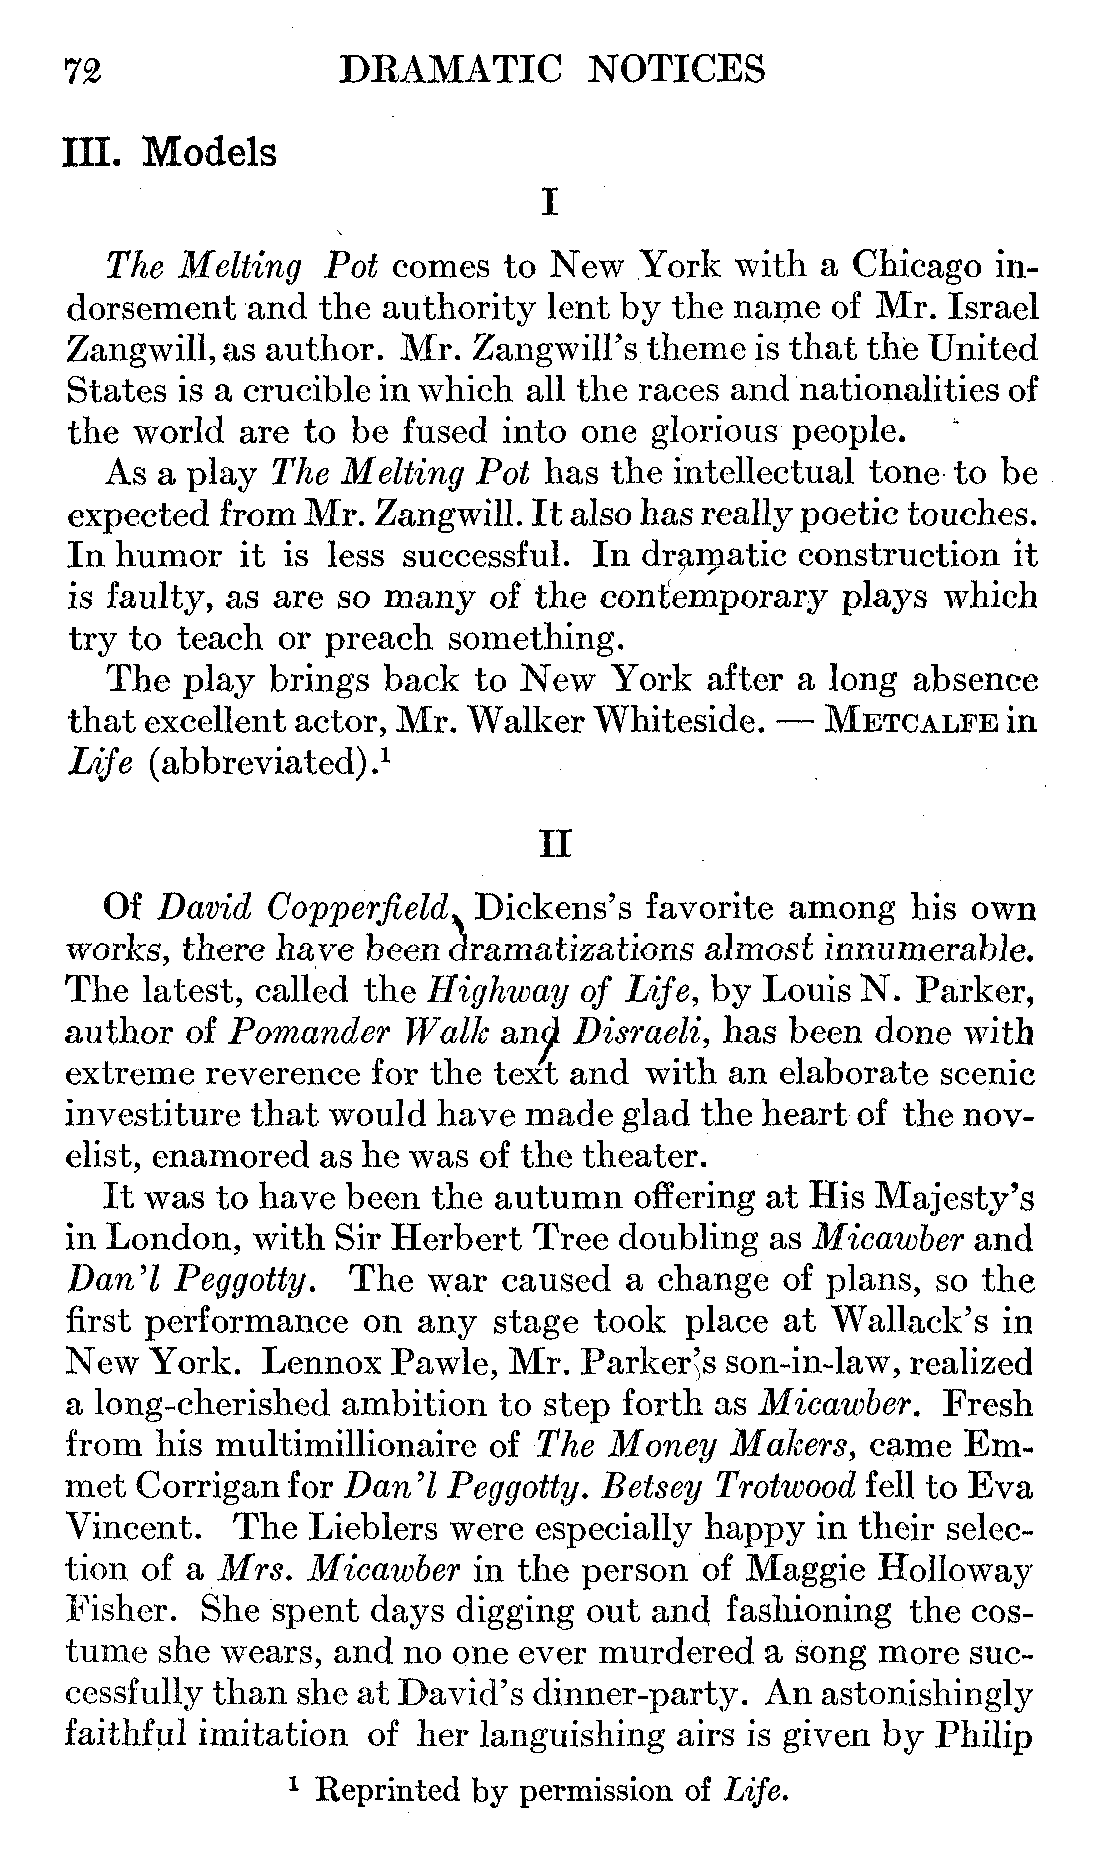 72 DRAMATIC NOTICES
III. Models
I
The Melting Pot comes to New York with a Chicago in-
dorsement and the authority lent by the name of Mr. Israel
Zangwill, as author. Mr. Zangwill's theme is that the United
States is a crucible in which all the races and nationalities of
the world are to be fused into one glorious people.
As a play The Melting Pot has the intellectual tone to be
expected from Mr. Zangwill. It also has really poetic touches.
In humor it is less successful. In dramatic construction it
is faulty, as are so many of the contemporary plays which
try to teach or preach something.
The play brings back to New York after a long absence
that excellent actor, Mr. Walker Whiteside. — METCALFE in
Life (abbreviated).¹
II
Of David Copperfield, Dickens's favorite among his own
works, there have been dramatizations almost innumerable.
The latest, called the Highway of Life, by Louis N. Parker,
author of Pomander Walk and Disraeli, has been done with
extreme reverence for the text and with an elaborate scenic
investiture that would have made glad the heart of the nov-
elist, enamored as he was of the theater.
It was to have been the autumn offering at His Majesty's
in London, with Sir Herbert Tree doubling as Micawber and
Dan'l Peggotty. The war caused a change of plans, so the
first performance on any stage took place at Wallack's in
New York. Lennox Pawle, Mr. Parker's son-in-law, realized
a long-cherished ambition to step forth as Micawber. Fresh
from his multimillionaire of The Money Makers, came Em-
met Corrigan for Dan'l Peggotty. Betsey Trotwood fell to Eva
Vincent. The Lieblers were especially happy in their selec-
tion of a Mrs. Micawber in the person of Maggie Holloway
Fisher. She spent days digging out and fashioning the cos-
tume she wears, and no one ever murdered a song more suc-
cessfully than she at David's dinner-party. An astonishingly
faithful imitation of her languishing airs is given by Philip
¹ Reprinted by permission of Life.